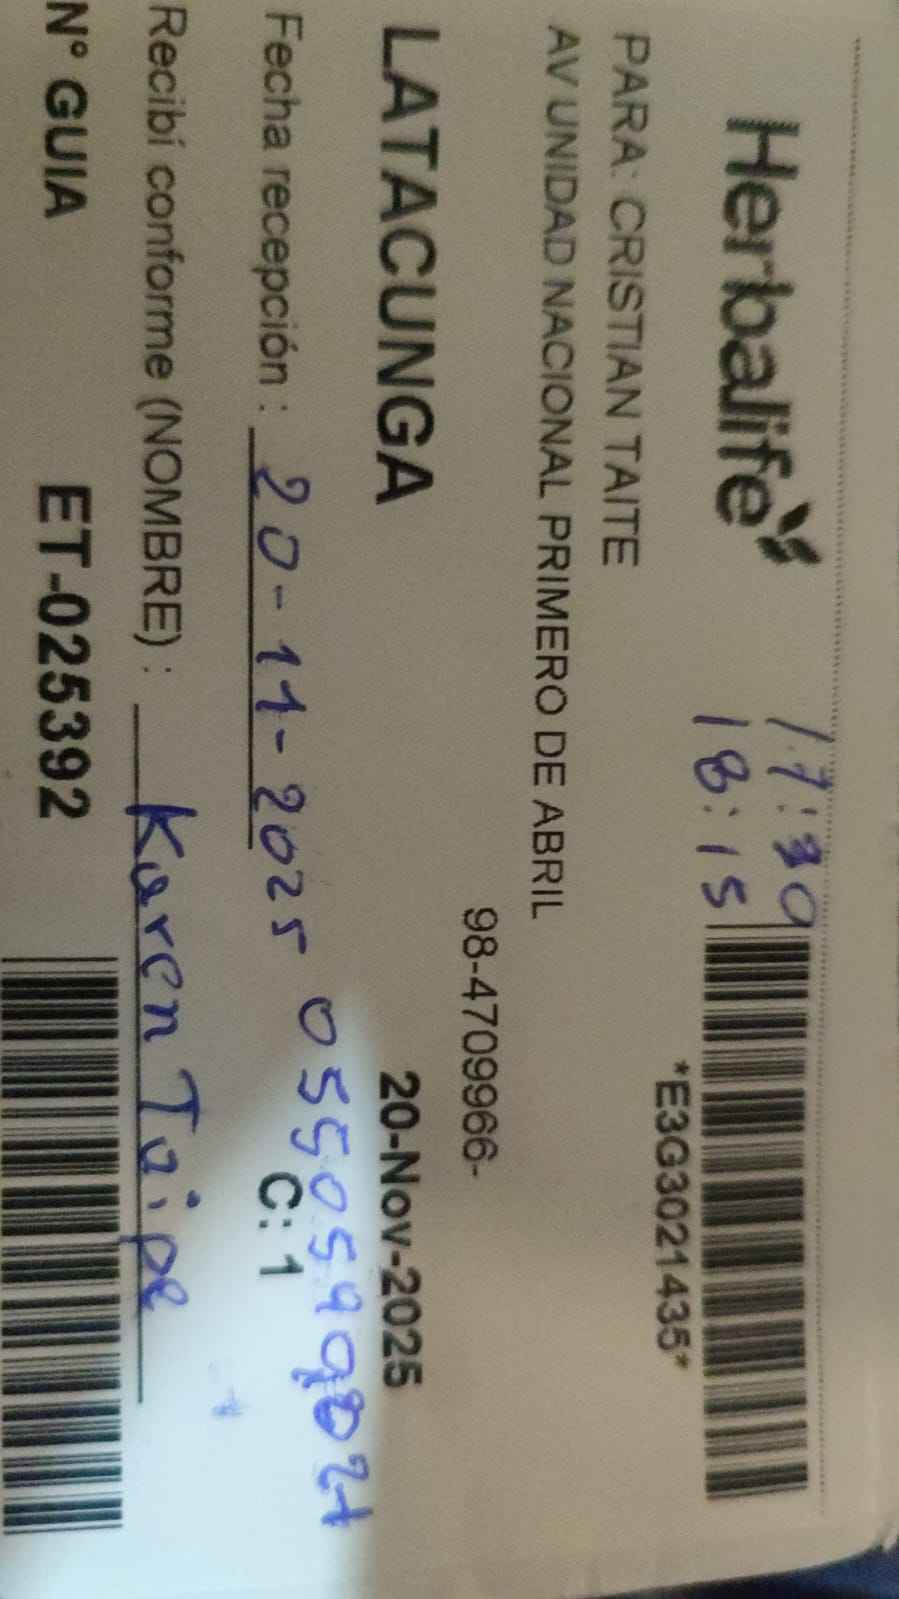 Herbalife
17:30
18:15
*E3G3021435*
PARA: CRISTIAN TAITE
AV UNIDAD NACIONAL PRIMERO DE ABRIL
98-4709966-
LATACUNGA
20-Nov-2025
Fecha recepción : 20-11-2025
C: 1
Recibí conforme (NOMBRE) : Karen Taipe
N° GUIA
ET-025392